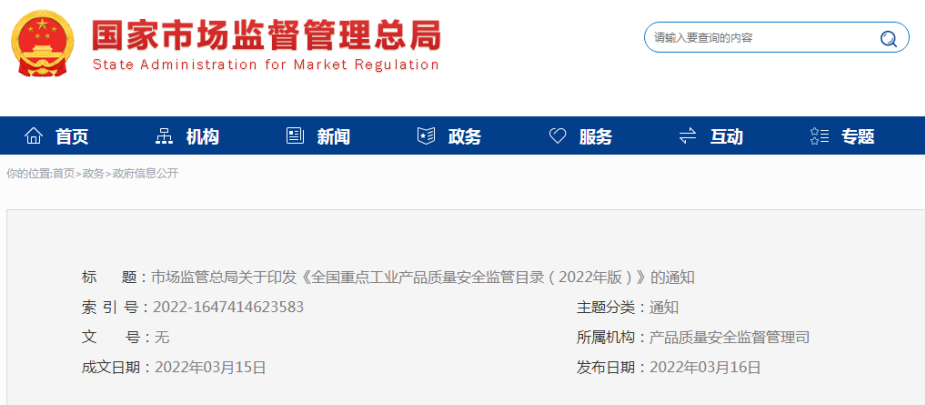 国家市场监督管理总局
State Administration for Market Regulation
请输入要查询的内容
首页 机构 新闻 政务 服务 互动 专题
你的位置:首页>政务>政府信息公开
标 题：市场监管总局关于印发《全国重点工业产品质量安全监管目录（2022年版）》的通知
索 引 号：2022-1647414623583 主题分类：通知
文 号：无 所属机构：产品质量安全监督管理司
成文日期：2022年03月15日 发布日期：2022年03月16日